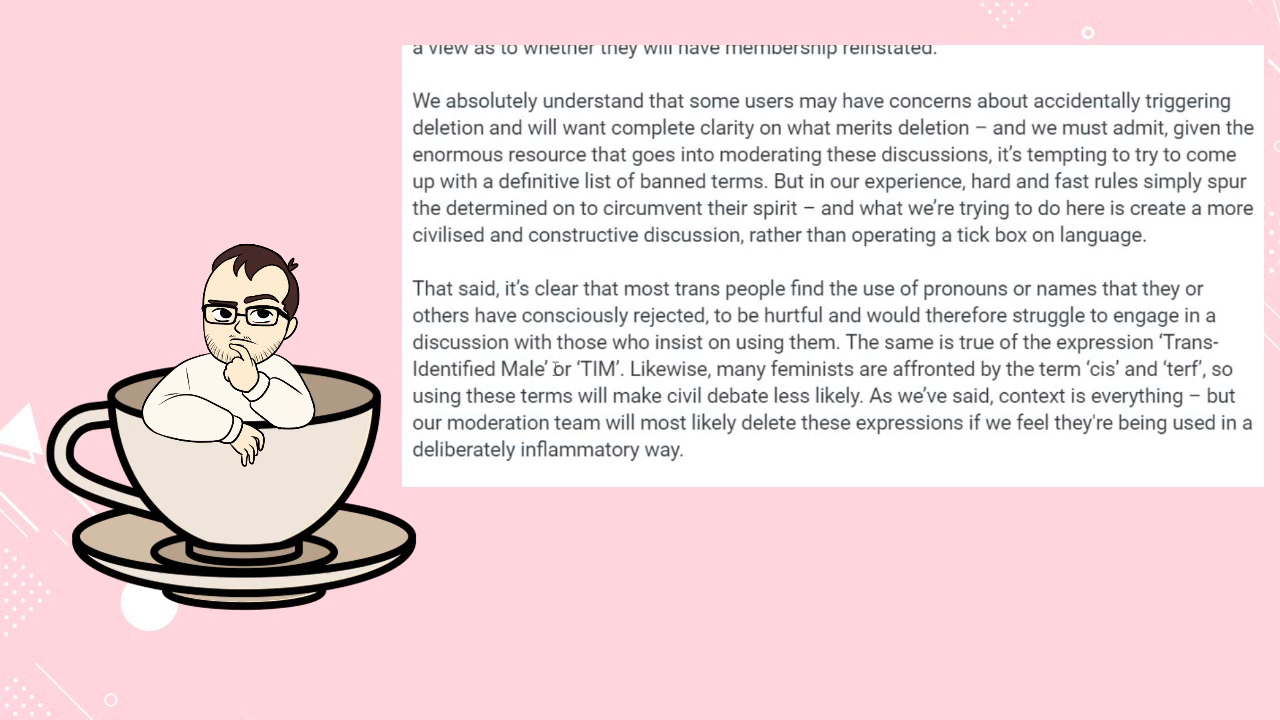 a view as to whether they will have membership reinstated.
We absolutely understand that some users may have concerns about accidentally triggering
deletion and will want complete clarity on what merits deletion – and we must admit, given the
enormous resource that goes into moderating these discussions, it’s tempting to try to come
up with a definitive list of banned terms. But in our experience, hard and fast rules simply spur
the determined on to circumvent their spirit – and what we’re trying to do here is create a more
civilised and constructive discussion, rather than operating a tick box on language.
That said, it’s clear that most trans people find the use of pronouns or names that they or
others have consciously rejected, to be hurtful and would therefore struggle to engage in a
discussion with those who insist on using them. The same is true of the expression ‘Trans-
Identified Male’ or ‘TIM’. Likewise, many feminists are affronted by the term ‘cis’ and ‘terf’, so
using these terms will make civil debate less likely. As we’ve said, context is everything – but
our moderation team will most likely delete these expressions if we feel they're being used in a
deliberately inflammatory way.